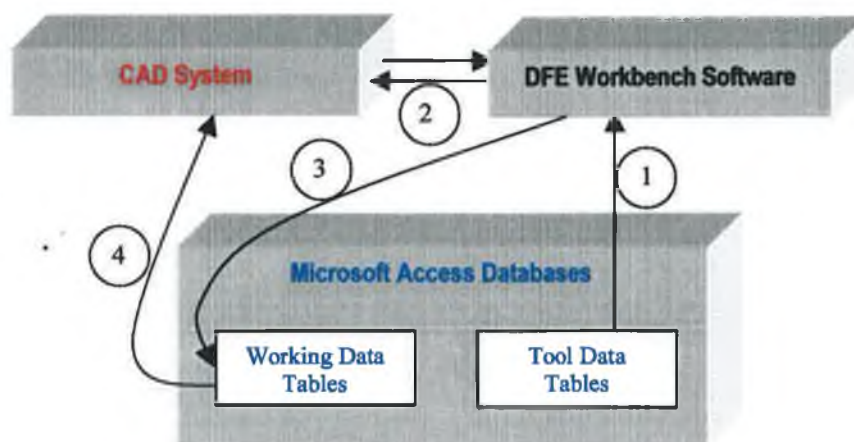 CAD System
DFE Workbench Software
2
3
1
4
Microsoft Access Databases
Working Data
Tables
Tool Data
Tables